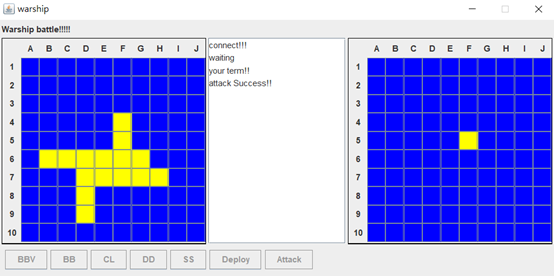 warship
Warship battle!!!!!
A B C D E F G H I J
1
2
3
4
5
6
7
8
9
10
connect!!!
waiting
your term!!
attack Success!!
A B C D E F G H I J
1
2
3
4
5
6
7
8
9
10
BBV BB CL DD SS Deploy Attack